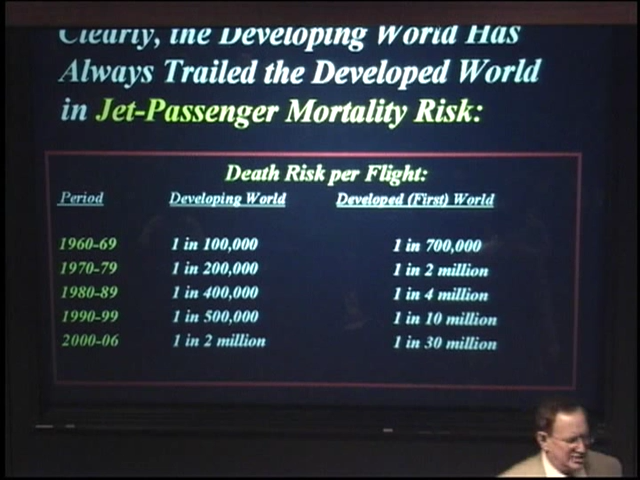 Clearly, the Developing World Has
Always Trailed the Developed World
in Jet-Passenger Mortality Risk:
Death Risk per Flight:
Period Developing World Developed (First) World
1960-69 1 in 100,000 1 in 700,000
1970-79 1 in 200,000 1 in 2 million
1980-89 1 in 400,000 1 in 4 million
1990-99 1 in 500,000 1 in 10 million
2000-06 1 in 2 million 1 in 30 million